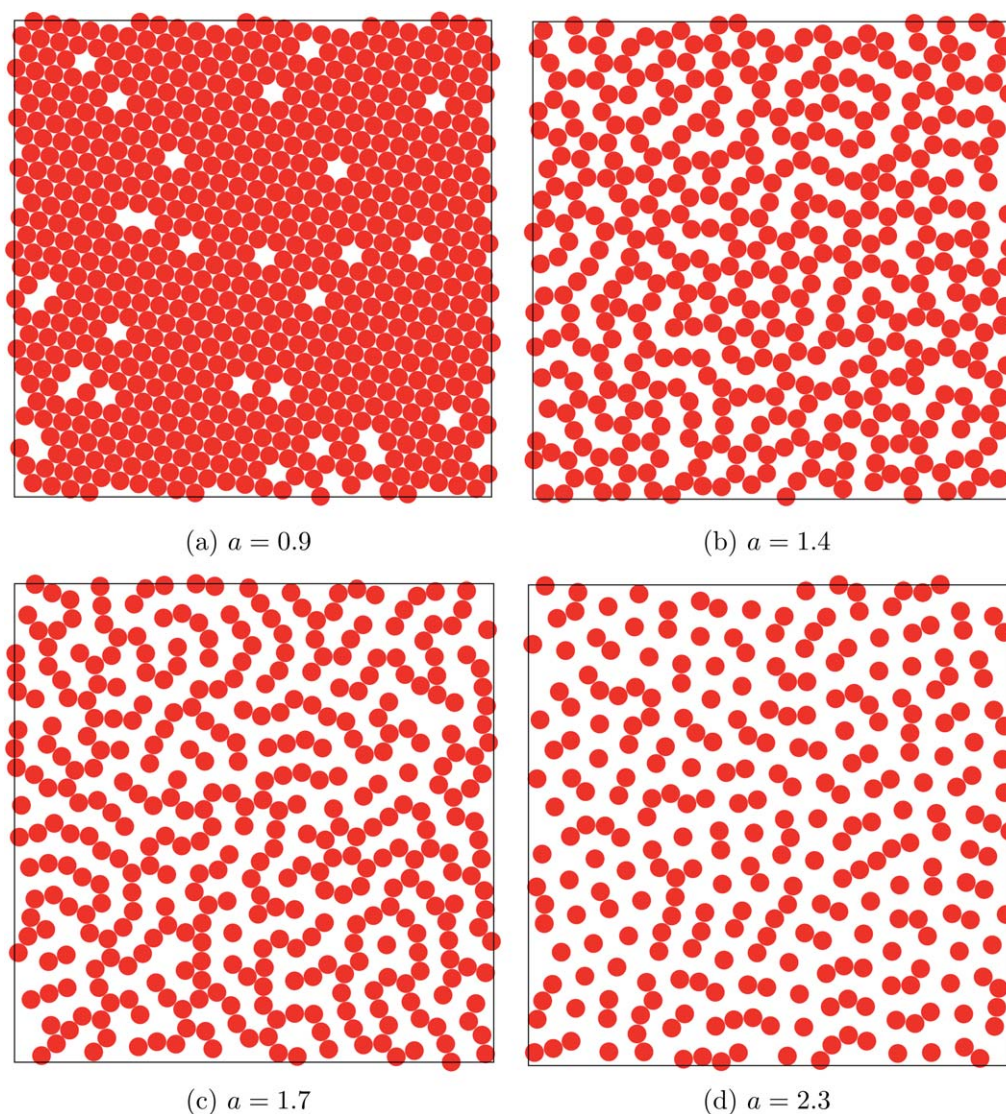 (a) a = 0.9
(b) a = 1.4
(c) a = 1.7
(d) a = 2.3